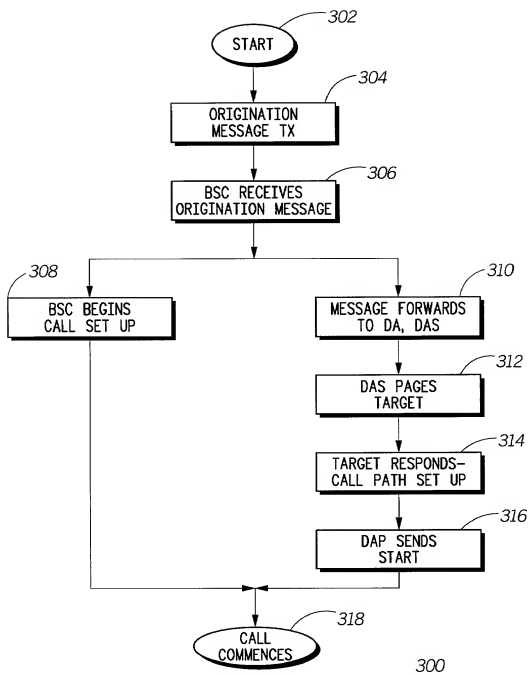 302
START
304
ORIGINATION
MESSAGE TX
306
BSC RECEIVES
ORIGINATION MESSAGE
308
BSC BEGINS
CALL SET UP
310
MESSAGE FORWARDS
TO DA, DAS
312
DAS PAGES
TARGET
314
TARGET RESPONDS-
CALL PATH SET UP
316
DAP SENDS
START
318
CALL
COMMENCES
300